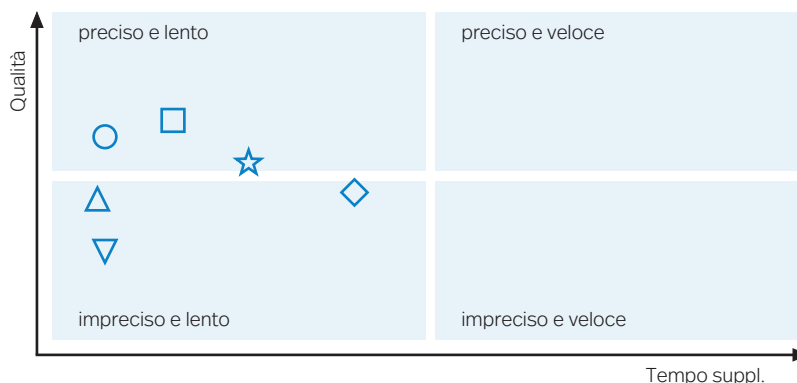 preciso e lento
preciso e veloce
Qualità
impreciso e lento
impreciso e veloce
Tempo suppl.